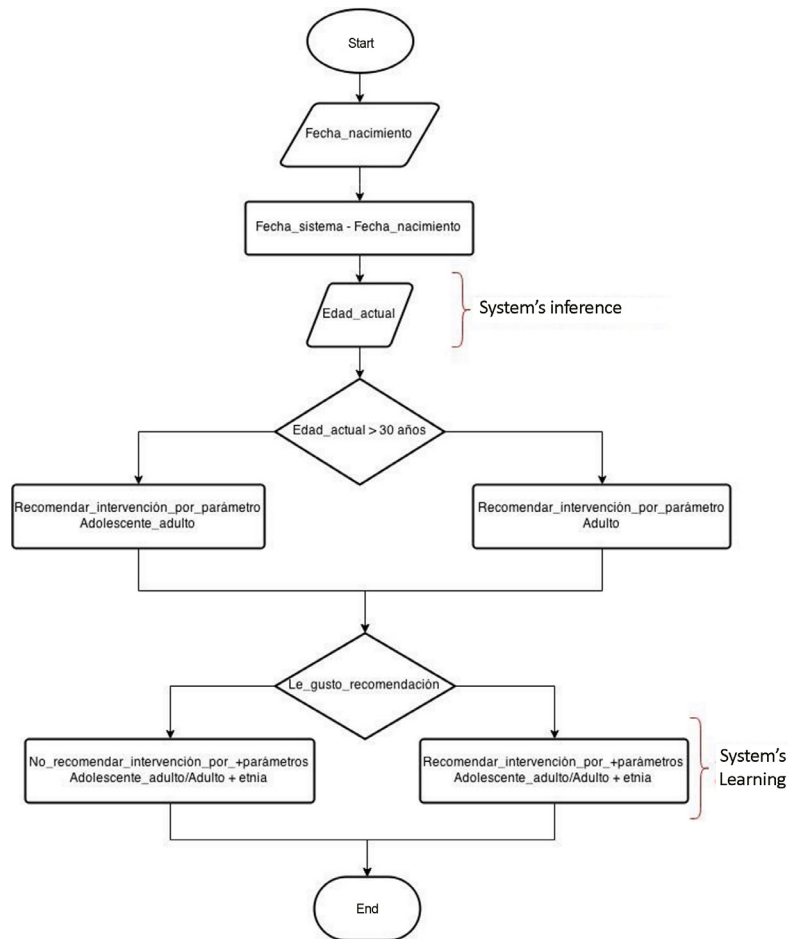 Start
Fecha_nacimiento
Fecha_sistema - Fecha_nacimiento
Edad_actual
System's inference
Edad_actual > 30 años
Recomendar_intervención_por_parámetro
Adolescente_adulto
Recomendar_intervención_por_parámetro
Adulto
Le_gusto_recomendación
No_recomendar_intervención_por_+parámetros
Adolescente_adulto/Adulto + etnia
Recomendar_intervención_por_+parámetros
Adolescente_adulto/Adulto + etnia
System's
Learning
End